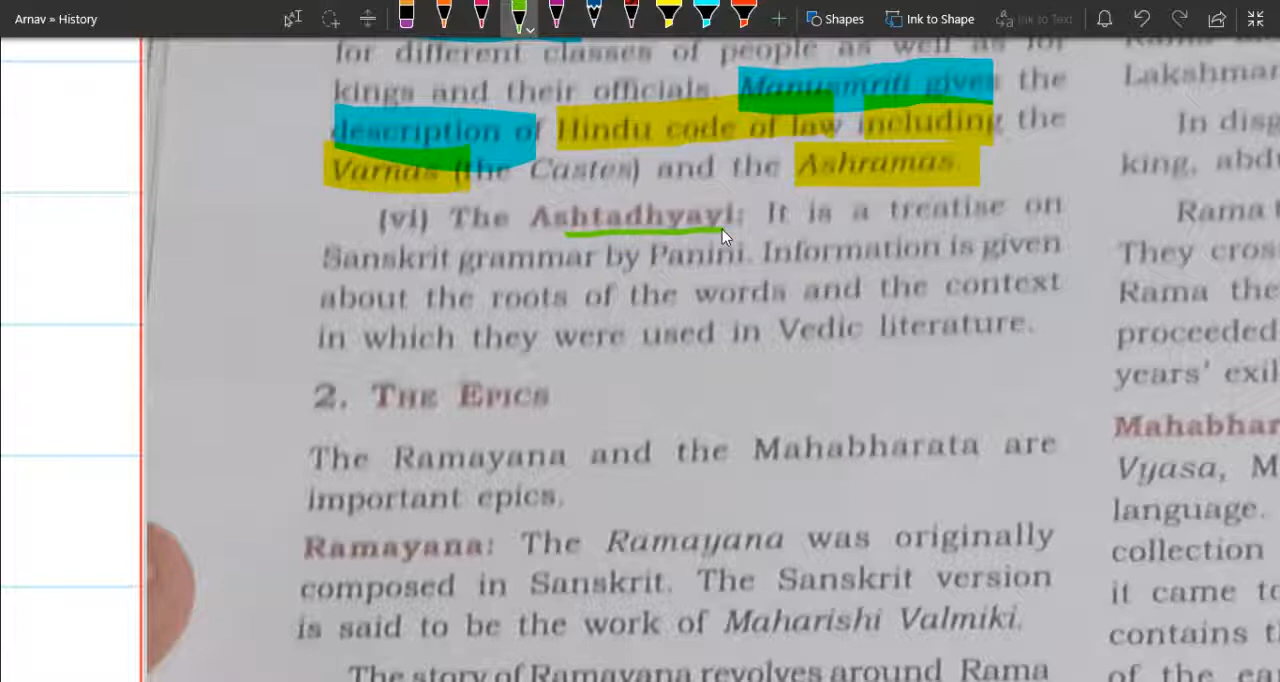 Arnav » History
Shapes
Ink to Shape
Ink to Text
for different classes of people as well as for
kings and their officials. Manusmriti gives the
description of Hindu code of law including the
Varnas (the Castes) and the Ashramas.
(vi) The Ashtadhyayi: It is a treatise on
Sanskrit grammar by Panini. Information is given
about the roots of the words and the context
in which they were used in Vedic literature.
2. THE EPICS
The Ramayana and the Mahabharata are
important epics.
Ramayana: The Ramayana was originally
composed in Sanskrit. The Sanskrit version
is said to be the work of Maharishi Valmiki.
The story of Ramayana revolves around Rama
Lakshman
In disg
king, abdu
Rama t
They cros
Rama the
proceeded
years' exil
Mahabhar
Vyasa, M
language.
collection
it came to
contains th
of the ea